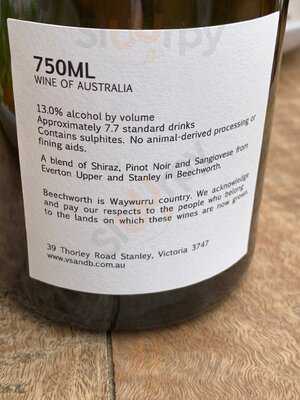 750ML
WINE OF AUSTRALIA
13.0% alcohol by volume
Approximately 7.7 standard drinks
Contains sulphites. No animal-derived processing or
fining aids.
A blend of Shiraz, Pinot Noir and Sangiovese from
Everton Upper and Stanley in Beechworth.
Beechworth is Waywurru country. We acknowledge
and pay our respects to the people who belong
to the lands on which these wines are now grown.
39 Thorley Road Stanley, Victoria 3747
www.vsandb.com.au